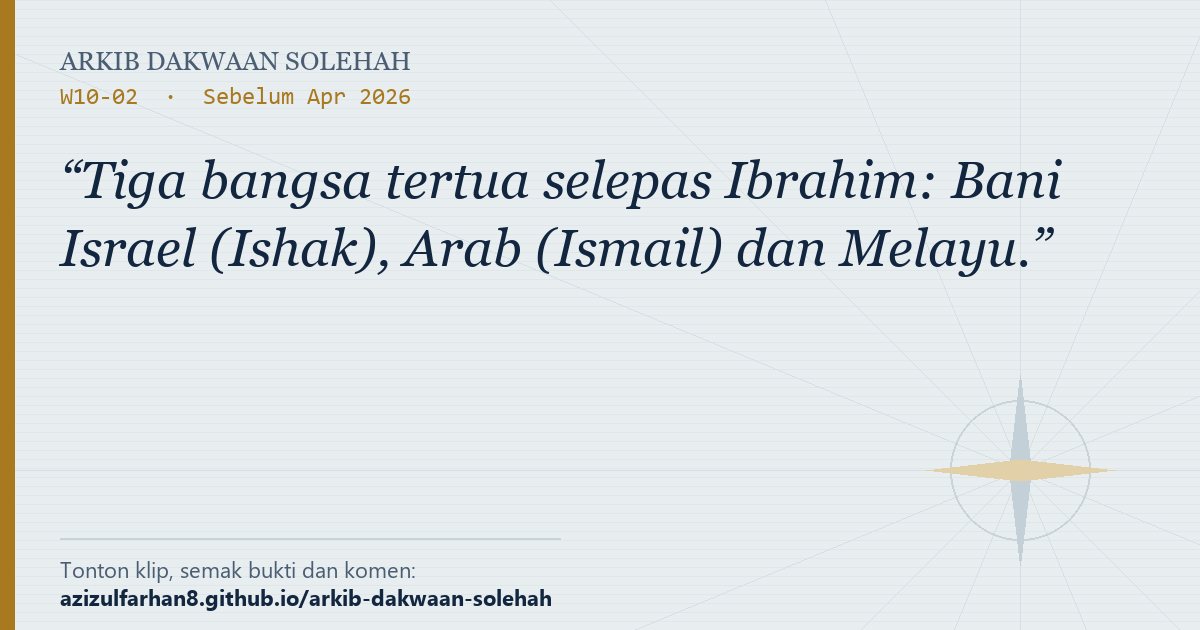 ARKIB DAKWAAN SOLEHAH
W10-02 · Sebelum Apr 2026
“Tiga bangsa tertua selepas Ibrahim: Bani
Israel (Ishak), Arab (Ismail) dan Melayu.”
Tonton klip, semak bukti dan komen:
azizulfarhan8.github.io/arkib-dakwaan-solehah